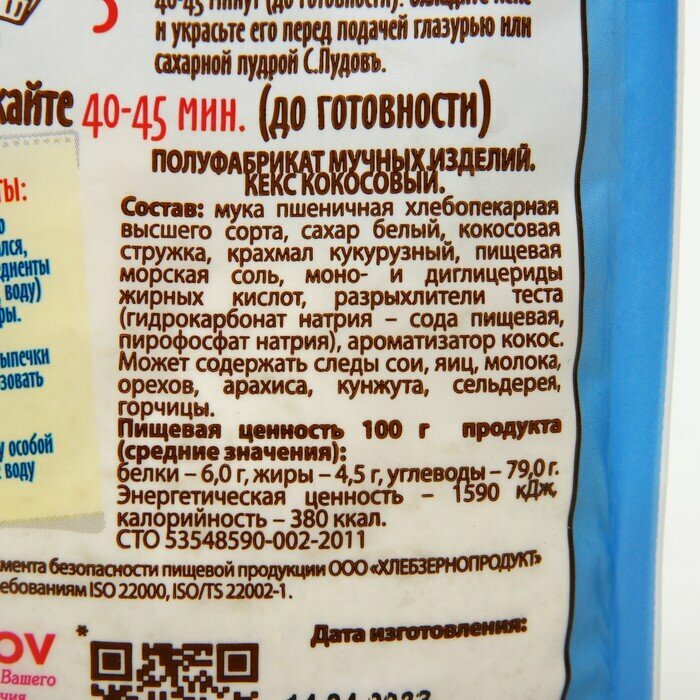 и украсьте его перед подачей глазурью или
сахарной пудрой С.Пудовъ.
40-45 МИН. (ДО ГОТОВНОСТИ)
ПОЛУФАБРИКАТ МУЧНЫХ ИЗДЕЛИЙ.
КЕКС КОКОСОВЫЙ.
Состав: мука пшеничная хлебопекарная
высшего сорта, сахар белый, кокосовая
стружка, крахмал кукурузный, пищевая
морская соль, моно- и диглицериды
жирных кислот, разрыхлители теста
(гидрокарбонат натрия – сода пищевая,
пирофосфат натрия), ароматизатор кокос.
Может содержать следы сои, яиц, молока,
орехов, арахиса, кунжута, сельдерея,
горчицы.
Пищевая ценность 100 г продукта
(средние значения):
белки – 6,0 г, жиры – 4,5 г, углеводы – 79,0 г.
Энергетическая ценность – 1590 кДж,
калорийность – 380 ккал.
СТО 53548590-002-2011
безопасности пищевой продукции ООО «ХЛЕБЗЕРНОПРОДУКТ»
ISO 22000, ISO/TS 22002-1.
воду)
особой
воду
OV
*
Вашего
Дата изготовления: